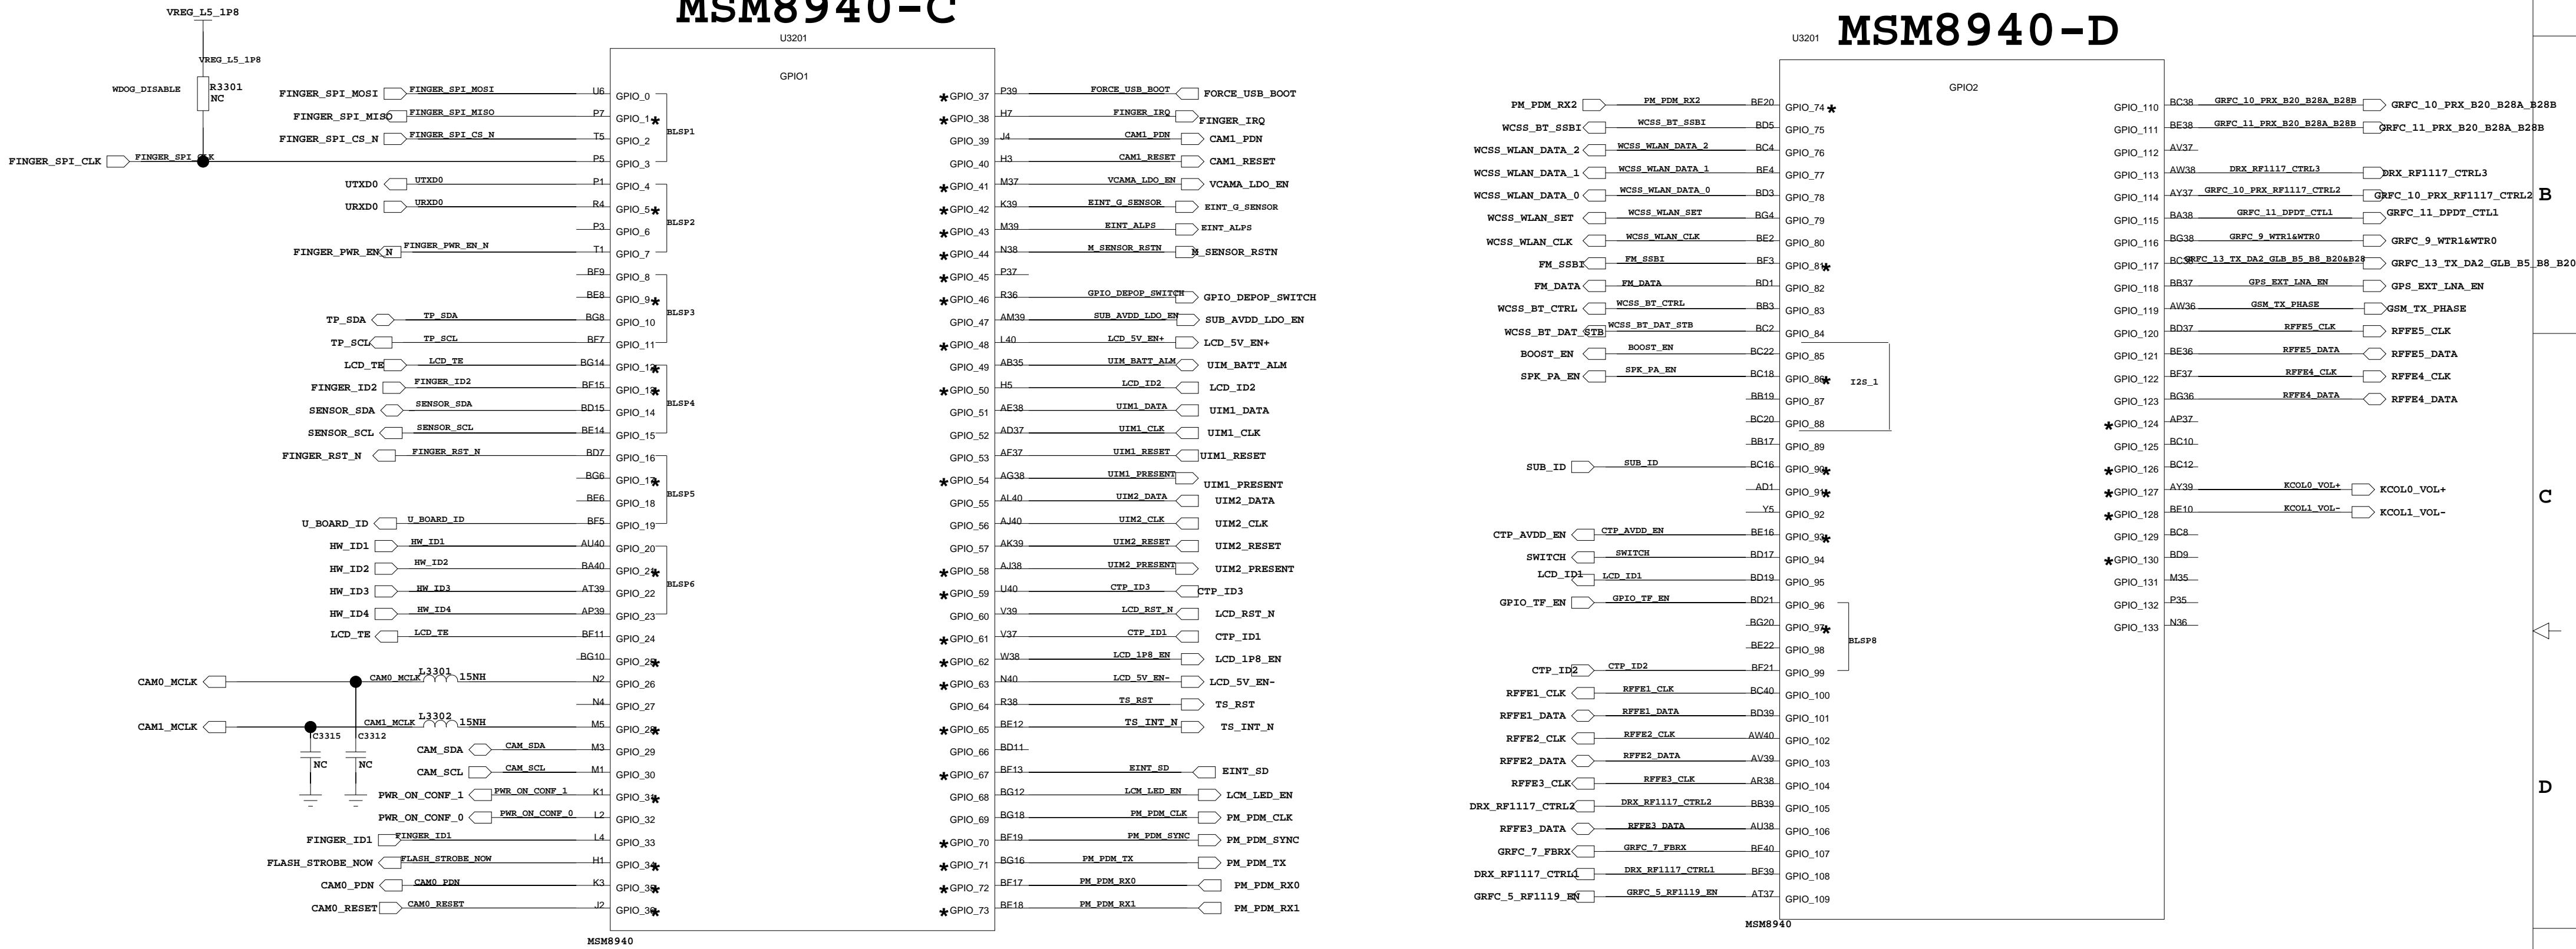 MSM8940-C
VREG_L5_1P8
U3201
VREG_L5_1P8
WDOG_DISABLE
R3301
NC
GPIO1
FINGER_SPI_MOSI FINGER_SPI_MOSI U6 GPIO_0
FINGER_SPI_MISO FINGER_SPI_MISO P7 GPIO_1*
BLSP1
FINGER_SPI_CS_N FINGER_SPI_CS_N T5 GPIO_2
FINGER_SPI_CLK FINGER_SPI_CLK P5 GPIO_3
UTXD0 UTXD0 P1 GPIO_4
URXD0 URXD0 R4 GPIO_5*
BLSP2
P3 GPIO_6
FINGER_PWR_EN_N FINGER_PWR_EN_N T1 GPIO_7
BF9 GPIO_8
BE8 GPIO_9*
BLSP3
TP_SDA TP_SDA BG8 GPIO_10
TP_SCL TP_SCL BF7 GPIO_11
LCD_TE LCD_TE BG14 GPIO_12*
FINGER_ID2 FINGER_ID2 BF15 GPIO_13*
BLSP4
SENSOR_SDA SENSOR_SDA BD15 GPIO_14
SENSOR_SCL SENSOR_SCL BE14 GPIO_15
FINGER_RST_N FINGER_RST_N BD7 GPIO_16
BG6 GPIO_17*
BLSP5
BE6 GPIO_18
U_BOARD_ID U_BOARD_ID BF5 GPIO_19
HW_ID1 HW_ID1 AU40 GPIO_20
HW_ID2 HW_ID2 BA40 GPIO_21*
BLSP6
HW_ID3 HW_ID3 AT39 GPIO_22
HW_ID4 HW_ID4 AP39 GPIO_23
LCD_TE LCD_TE BF11 GPIO_24
BG10 GPIO_25*
CAM0_MCLK CAM0_MCLK L3301 15NH N2 GPIO_26
N4 GPIO_27
CAM1_MCLK CAM1_MCLK L3302 15NH M5 GPIO_28*
C3315 NC
C3312 NC
CAM_SDA CAM_SDA M3 GPIO_29
CAM_SCL CAM_SCL M1 GPIO_30
PWR_ON_CONF_1 PWR_ON_CONF_1 K1 GPIO_31*
PWR_ON_CONF_0 PWR_ON_CONF_0 L2 GPIO_32
FINGER_ID1 FINGER_ID1 L4 GPIO_33
FLASH_STROBE_NOW FLASH_STROBE_NOW H1 GPIO_34*
CAM0_PDN CAM0_PDN K3 GPIO_35*
CAM0_RESET CAM0_RESET J2 GPIO_36*
*GPIO_37 P39 FORCE_USB_BOOT FORCE_USB_BOOT
*GPIO_38 H7 FINGER_IRQ FINGER_IRQ
GPIO_39 J4 CAM1_PDN CAM1_PDN
GPIO_40 H3 CAM1_RESET CAM1_RESET
*GPIO_41 M37 VCAMA_LDO_EN VCAMA_LDO_EN
*GPIO_42 K39 EINT_G_SENSOR EINT_G_SENSOR
*GPIO_43 M39 EINT_ALPS EINT_ALPS
*GPIO_44 N38 M_SENSOR_RSTN M_SENSOR_RSTN
*GPIO_45 P37
*GPIO_46 R36 GPIO_DEPOP_SWITCH GPIO_DEPOP_SWITCH
GPIO_47 AM39 SUB_AVDD_LDO_EN SUB_AVDD_LDO_EN
*GPIO_48 L40 LCD_5V_EN+ LCD_5V_EN+
GPIO_49 AB35 UIM_BATT_ALM UIM_BATT_ALM
*GPIO_50 H5 LCD_ID2 LCD_ID2
GPIO_51 AE38 UIM1_DATA UIM1_DATA
GPIO_52 AD37 UIM1_CLK UIM1_CLK
GPIO_53 AF37 UIM1_RESET UIM1_RESET
*GPIO_54 AG38 UIM1_PRESENT UIM1_PRESENT
GPIO_55 AL40 UIM2_DATA UIM2_DATA
GPIO_56 AJ40 UIM2_CLK UIM2_CLK
GPIO_57 AK39 UIM2_RESET UIM2_RESET
*GPIO_58 AJ38 UIM2_PRESENT UIM2_PRESENT
*GPIO_59 U40 CTP_ID3 CTP_ID3
GPIO_60 V39 LCD_RST_N LCD_RST_N
*GPIO_61 V37 CTP_ID1 CTP_ID1
*GPIO_62 W38 LCD_1P8_EN LCD_1P8_EN
*GPIO_63 N40 LCD_5V_EN- LCD_5V_EN-
GPIO_64 R38 TS_RST TS_RST
*GPIO_65 BE12 TS_INT_N TS_INT_N
GPIO_66 BD11
*GPIO_67 BF13 EINT_SD EINT_SD
GPIO_68 BG12 LCM_LED_EN LCM_LED_EN
GPIO_69 BG18 PM_PDM_CLK PM_PDM_CLK
*GPIO_70 BF19 PM_PDM_SYNC PM_PDM_SYNC
*GPIO_71 BG16 PM_PDM_TX PM_PDM_TX
*GPIO_72 BF17 PM_PDM_RX0 PM_PDM_RX0
*GPIO_73 BE18 PM_PDM_RX1 PM_PDM_RX1
MSM8940
MSM8940-D
U3201
GPIO2
PM_PDM_RX2 PM_PDM_RX2 BE20 GPIO_74*
WCSS_BT_SSBI WCSS_BT_SSBI BD5 GPIO_75
WCSS_WLAN_DATA_2 WCSS_WLAN_DATA_2 BC4 GPIO_76
WCSS_WLAN_DATA_1 WCSS_WLAN_DATA_1 BE4 GPIO_77
WCSS_WLAN_DATA_0 WCSS_WLAN_DATA_0 BD3 GPIO_78
WCSS_WLAN_SET WCSS_WLAN_SET BG4 GPIO_79
WCSS_WLAN_CLK WCSS_WLAN_CLK BE2 GPIO_80
FM_SSBI FM_SSBI BF3 GPIO_81*
FM_DATA FM_DATA BD1 GPIO_82
WCSS_BT_CTRL WCSS_BT_CTRL BB3 GPIO_83
WCSS_BT_DAT_STB WCSS_BT_DAT_STB BC2 GPIO_84
BOOST_EN BOOST_EN BC22 GPIO_85
SPK_PA_EN SPK_PA_EN BC18 GPIO_86*
I2S_1
BB19 GPIO_87
BC20 GPIO_88
BB17 GPIO_89
SUB_ID SUB_ID BC16 GPIO_90*
AD1 GPIO_91*
Y5 GPIO_92
CTP_AVDD_EN CTP_AVDD_EN BE16 GPIO_93*
SWITCH SWITCH BD17 GPIO_94
LCD_ID1 LCD_ID1 BD19 GPIO_95
GPIO_TF_EN GPIO_TF_EN BD21 GPIO_96
BG20 GPIO_97*
BLSP8
BE22 GPIO_98
CTP_ID2 CTP_ID2 BF21 GPIO_99
RFFE1_CLK RFFE1_CLK BC40 GPIO_100
RFFE1_DATA RFFE1_DATA BD39 GPIO_101
RFFE2_CLK RFFE2_CLK AW40 GPIO_102
RFFE2_DATA RFFE2_DATA AV39 GPIO_103
RFFE3_CLK RFFE3_CLK AR38 GPIO_104
DRX_RF1117_CTRL2 DRX_RF1117_CTRL2 BB39 GPIO_105
RFFE3_DATA RFFE3_DATA AU38 GPIO_106
GRFC_7_FBRX GRFC_7_FBRX BE40 GPIO_107
DRX_RF1117_CTRL1 DRX_RF1117_CTRL1 BF39 GPIO_108
GRFC_5_RF1119_EN GRFC_5_RF1119_EN AT37 GPIO_109
GPIO_110 BC38 GRFC_10_PRX_B20_B28A_B28B GRFC_10_PRX_B20_B28A_B28B
GPIO_111 BE38 GRFC_11_PRX_B20_B28A_B28B GRFC_11_PRX_B20_B28A_B28B
GPIO_112 AV37
GPIO_113 AW38 DRX_RF1117_CTRL3 DRX_RF1117_CTRL3
GPIO_114 AY37 GRFC_10_PRX_RF1117_CTRL2 GRFC_10_PRX_RF1117_CTRL2
GPIO_115 BA38 GRFC_11_DPDT_CTL1 GRFC_11_DPDT_CTL1
GPIO_116 BG38 GRFC_9_WTR1&WTR0 GRFC_9_WTR1&WTR0
GPIO_117 GRFC_13_TX_DA2_GLB_B5_B8_B20&B28 GRFC_13_TX_DA2_GLB_B5_B8_B20
GPIO_118 BB37 GPS_EXT_LNA_EN GPS_EXT_LNA_EN
GPIO_119 AW36 GSM_TX_PHASE GSM_TX_PHASE
GPIO_120 BD37 RFFE5_CLK RFFE5_CLK
GPIO_121 BE36 RFFE5_DATA RFFE5_DATA
GPIO_122 BF37 RFFE4_CLK RFFE4_CLK
GPIO_123 BG36 RFFE4_DATA RFFE4_DATA
*GPIO_124 AP37
GPIO_125 BC10
*GPIO_126 BC12
*GPIO_127 AY39 KCOL0_VOL+ KCOL0_VOL+
*GPIO_128 BE10 KCOL1_VOL- KCOL1_VOL-
GPIO_129 BC8
*GPIO_130 BD9
GPIO_131 M35
GPIO_132 P35
GPIO_133 N36
MSM8940
B
C
D